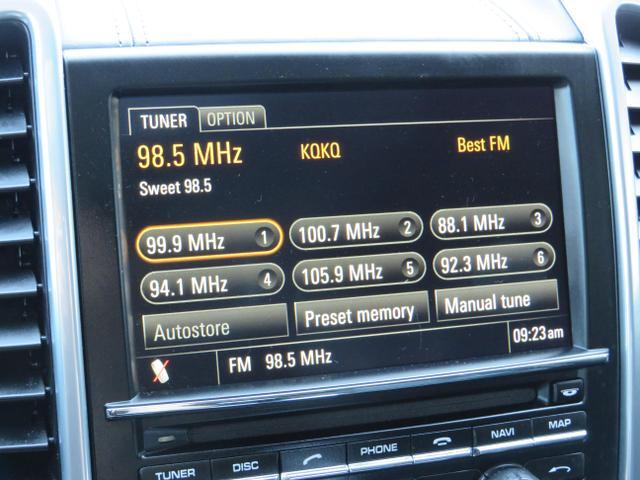 TUNER OPTION
98.5 MHz KQKQ Best FM
Sweet 98.5
99.9 MHz 1 100.7 MHz 2 88.1 MHz 3
94.1 MHz 4 105.9 MHz 5 92.3 MHz 6
Autostore Preset memory Manual tune
FM 98.5 MHz 09:23 am
TUNER DISC PHONE NAVI MAP